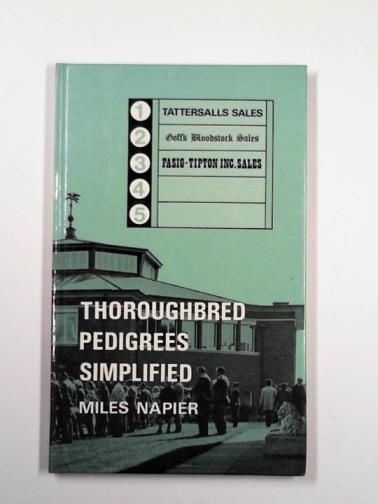 1 TATTERSALLS SALES
2 Goff's Bloodstock Sales
3 FASIG-TIPTON INC. SALES
4
5
THOROUGHBRED
PEDIGREES
SIMPLIFIED
MILES NAPIER